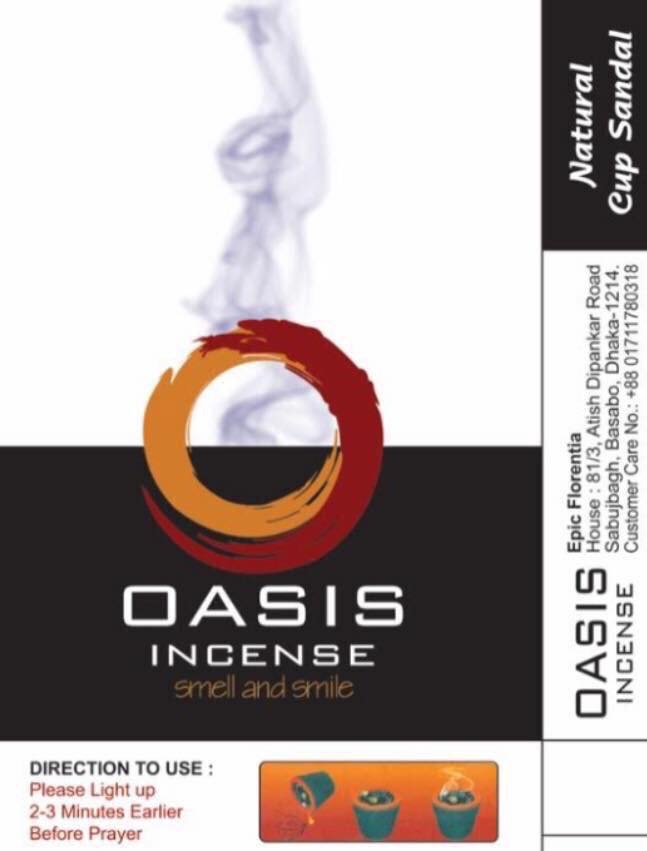 OASIS
INCENSE
smell and smile
DIRECTION TO USE :
Please Light up
2-3 Minutes Earlier
Before Prayer
Natural
Cup Sandal
Epic Florentia
House : 81/3, Atish Dipankar Road
Sabujbagh, Basabo, Dhaka-1214.
Customer Care No.: +88 01711780318
OASIS
INCENSE